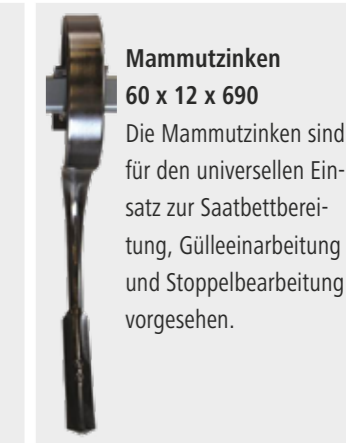 Mammutzinken
60 x 12 x 690
Die Mammutzinken sind
für den universellen Ein-
satz zur Saatbettberei-
tung, Gülleeinarbeitung
und Stoppelbearbeitung
vorgesehen.